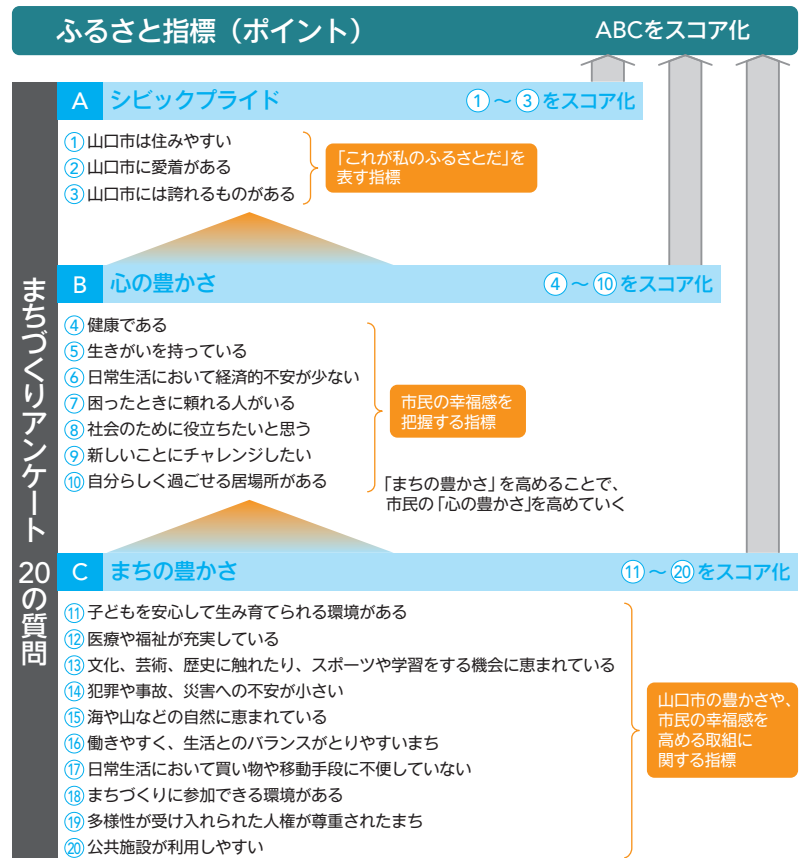 ふるさと指標（ポイント）
ABCをスコア化
まちづくりアンケート 20の質問
A シビックプライド
①～③をスコア化
①山口市は住みやすい
②山口市に愛着がある
③山口市には誇れるものがある
「これが私のふるさとだ」を
表す指標
B 心の豊かさ
④～⑩をスコア化
④健康である
⑤生きがいを持っている
⑥日常生活において経済的不安が少ない
⑦困ったときに頼れる人がいる
⑧社会のために役立ちたいと思う
⑨新しいことにチャレンジしたい
⑩自分らしく過ごせる居場所がある
市民の幸福感を
把握する指標
「まちの豊かさ」を高めることで、
市民の「心の豊かさ」を高めていく
C まちの豊かさ
⑪～⑳をスコア化
⑪子どもを安心して生み育てられる環境がある
⑫医療や福祉が充実している
⑬文化、芸術、歴史に触れたり、スポーツや学習をする機会に恵まれている
⑭犯罪や事故、災害への不安が小さい
⑮海や山などの自然に恵まれている
⑯働きやすく、生活とのバランスがとりやすいまち
⑰日常生活において買い物や移動手段に不便していない
⑱まちづくりに参加できる環境がある
⑲多様性が受け入れられた人権が尊重されたまち
⑳公共施設が利用しやすい
山口市の豊かさや、
市民の幸福感を
高める取組に
関する指標